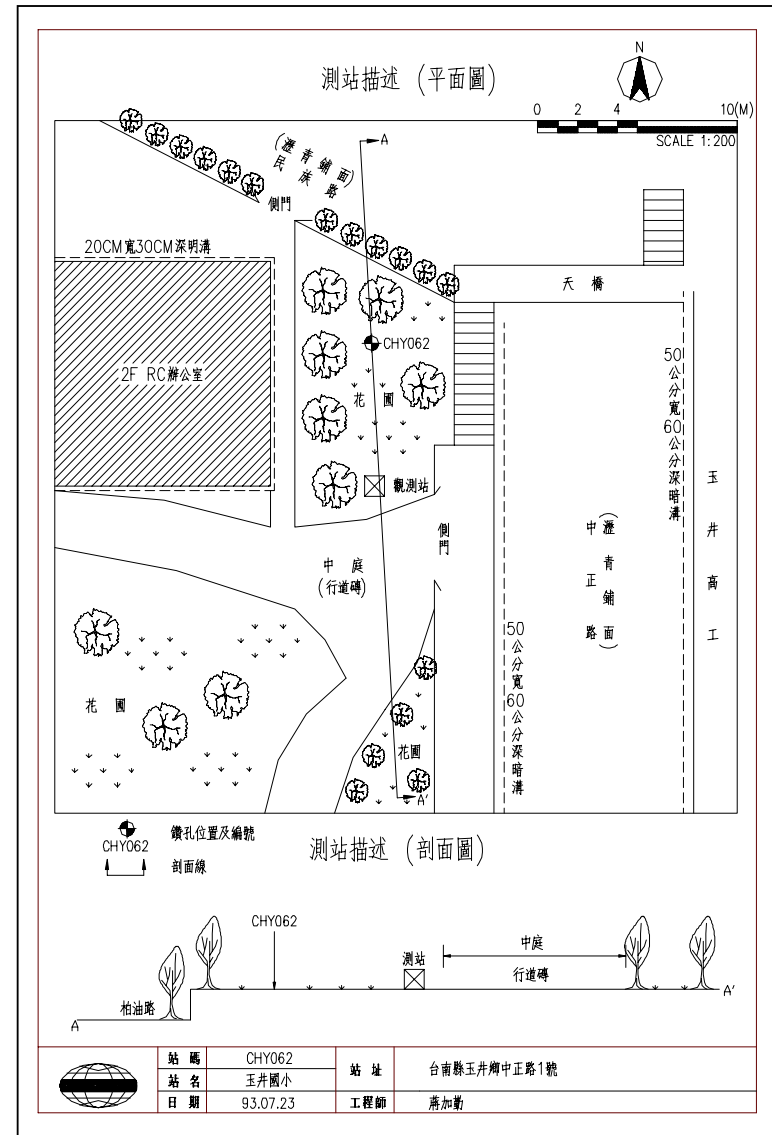 測站描述 (平面圖)
N
0 2 4 10(M)
SCALE 1:200
A
(瀝青鋪面)
民族路
側門
20CM寬30CM深明溝
天橋
CHY062
2F RC辦公室
花圃
50公分寬60公分深暗溝
觀測站
玉井高工
側門
中庭
(行道磚)
(瀝青鋪面)
中正路
50公分寬60公分深暗溝
花圃
花圃
A'
CHY062
鑽孔位置及編號
剖面線
測站描述 (剖面圖)
CHY062
測站
中庭
行道磚
柏油路
A
A'
站碼 CHY062
站址 台南縣玉井鄉中正路1號
站名 玉井國小
日期 93.07.23
工程師 蔣加勤